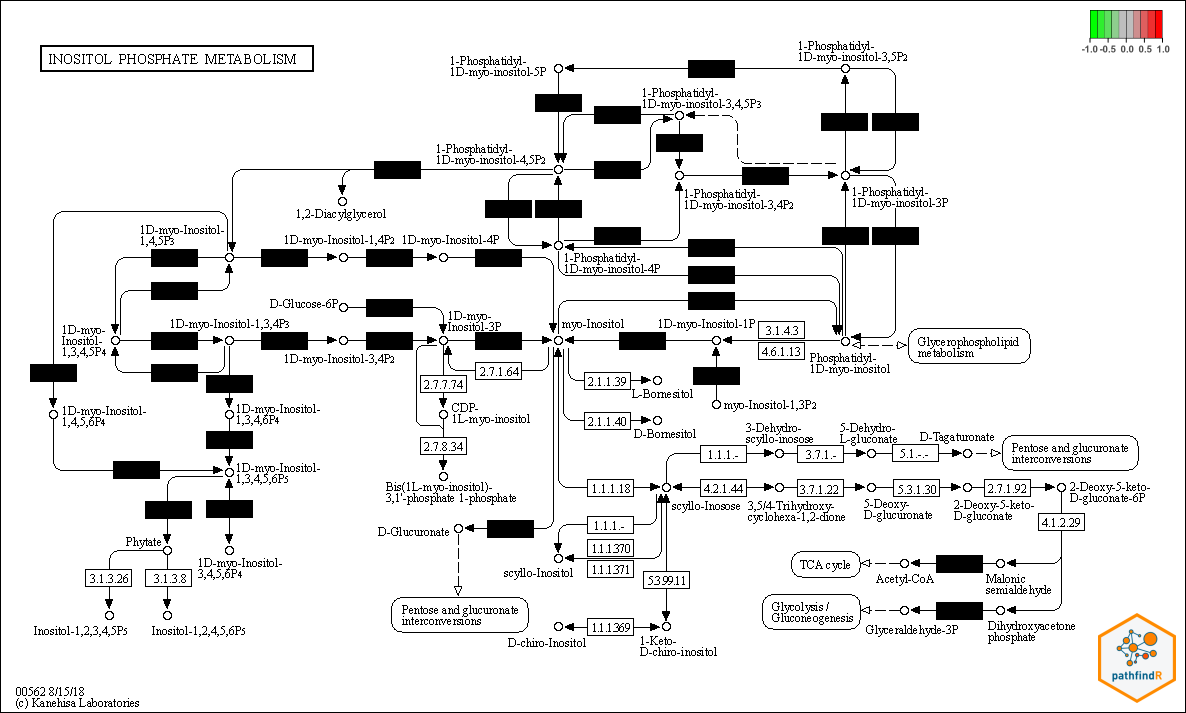 INOSITOL PHOSPHATE METABOLISM
-1.0 -0.5 0.0 0.5 1.0
1-Phosphatidyl-
1D-myo-inositol-5P
1-Phosphatidyl-
1D-myo-inositol-3,5P2
1-Phosphatidyl-
1D-myo-inositol-3,4,5P3
1-Phosphatidyl-
1D-myo-inositol-4,5P2
1,2-Diacylglycerol
1-Phosphatidyl-
1D-myo-inositol-3,4P2
1-Phosphatidyl-
1D-myo-inositol-3P
1D-myo-Inositol-
1,4,5P3
1D-myo-Inositol-1,4P2
1D-myo-Inositol-4P
1-Phosphatidyl-
1D-myo-inositol-4P
D-Glucose-6P
1D-myo-
Inositol-
1,3,4,5P4
1D-myo-Inositol-1,3,4P3
1D-myo-Inositol-3,4P2
1D-myo-
Inositol-3P
myo-Inositol
1D-myo-Inositol-1P
3.1.4.3
4.6.1.13
Phosphatidyl-
1D-myo-inositol
Glycerophospholipid
metabolism
2.7.1.64
2.7.7.74
2.1.1.39
L-Bornesitol
myo-Inositol-1,3P2
1D-myo-Inositol-
1,4,5,6P4
1D-myo-Inositol-
1,3,4,6P4
CDP-
1L-myo-inositol
2.1.1.40
D-Bornesitol
2.7.8.34
3-Dehydro-
scyllo-inosose
5-Dehydro-
L-gluconate
D-Tagaturonate
1.1.1.-
3.7.1.-
5.1.-.-
Pentose and glucuronate
interconversions
1D-myo-Inositol-
1,3,4,5,6P5
Bis(1L-myo-inositol)-
3,1'-phosphate 1-phosphate
1.1.1.18
scyllo-Inosose
4.2.1.44
3,5/4-Trihydroxy-
cyclohexa-1,2-dione
3.7.1.22
5-Deoxy-
D-glucuronate
5.3.1.30
2-Deoxy-5-keto-
D-gluconate
2.7.1.92
2-Deoxy-5-keto-
D-gluconate-6P
4.1.2.29
D-Glucuronate
1.1.1.-
1.1.1.370
1.1.1.371
scyllo-Inositol
5.3.99.11
Phytate
1D-myo-Inositol-
3,4,5,6P4
3.1.3.26
3.1.3.8
Inositol-1,2,3,4,5P5
Inositol-1,2,4,5,6P5
Pentose and glucuronate
interconversions
D-chiro-Inositol
1.1.1.369
1-Keto-
D-chiro-inositol
TCA cycle
Acetyl-CoA
Malonic
semialdehyde
Glycolysis /
Gluconeogenesis
Glyceraldehyde-3P
Dihydroxyacetone
phosphate
pathfindR
00562 8/15/18
(c) Kanehisa Laboratories